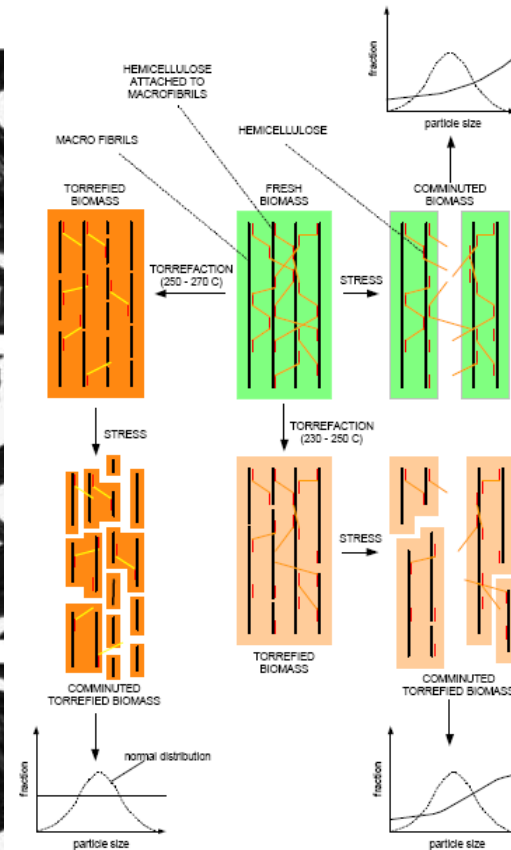 fraction
particle size
HEMICELLULOSE
ATTACHED TO
MACROFIBRILS
HEMICELLULOSE
MACRO FIBRILS
TORREFIED
BIOMASS
FRESH
BIOMASS
COMMINUTED
BIOMASS
TORREFACTION
(250 - 270 C)
STRESS
STRESS
TORREFACTION
(230 - 250 C)
STRESS
TORREFIED
BIOMASS
COMMINUTED
TORREFIED BIOMASS
COMMINUTED
TORREFIED BIOMASS
fraction
normal distribution
particle size
fraction
particle size